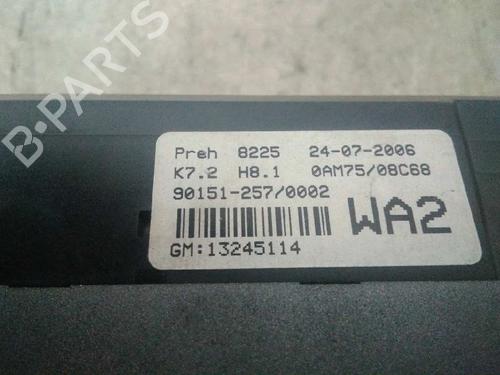 B-PARTS
Preh 8225 24-07-2006
K7.2 H8.1 0AM75/08C68
90151-257/0002
WA2
GM:13245114